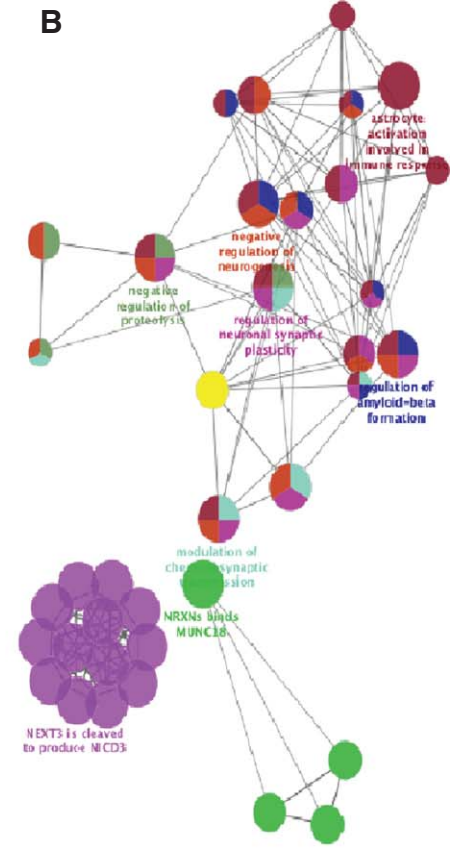 B
astrocyte
activation
involved in
immune response
negative
regulation of
neurogenesis
negative
regulation of
proteolysis
regulation of
neuronal synaptic
plasticity
regulation of
amyloid-beta
formation
modulation of
chemical synaptic
transmission
NRXNs binds
MUNC18
NEXT3 is cleaved
to produce NICD3